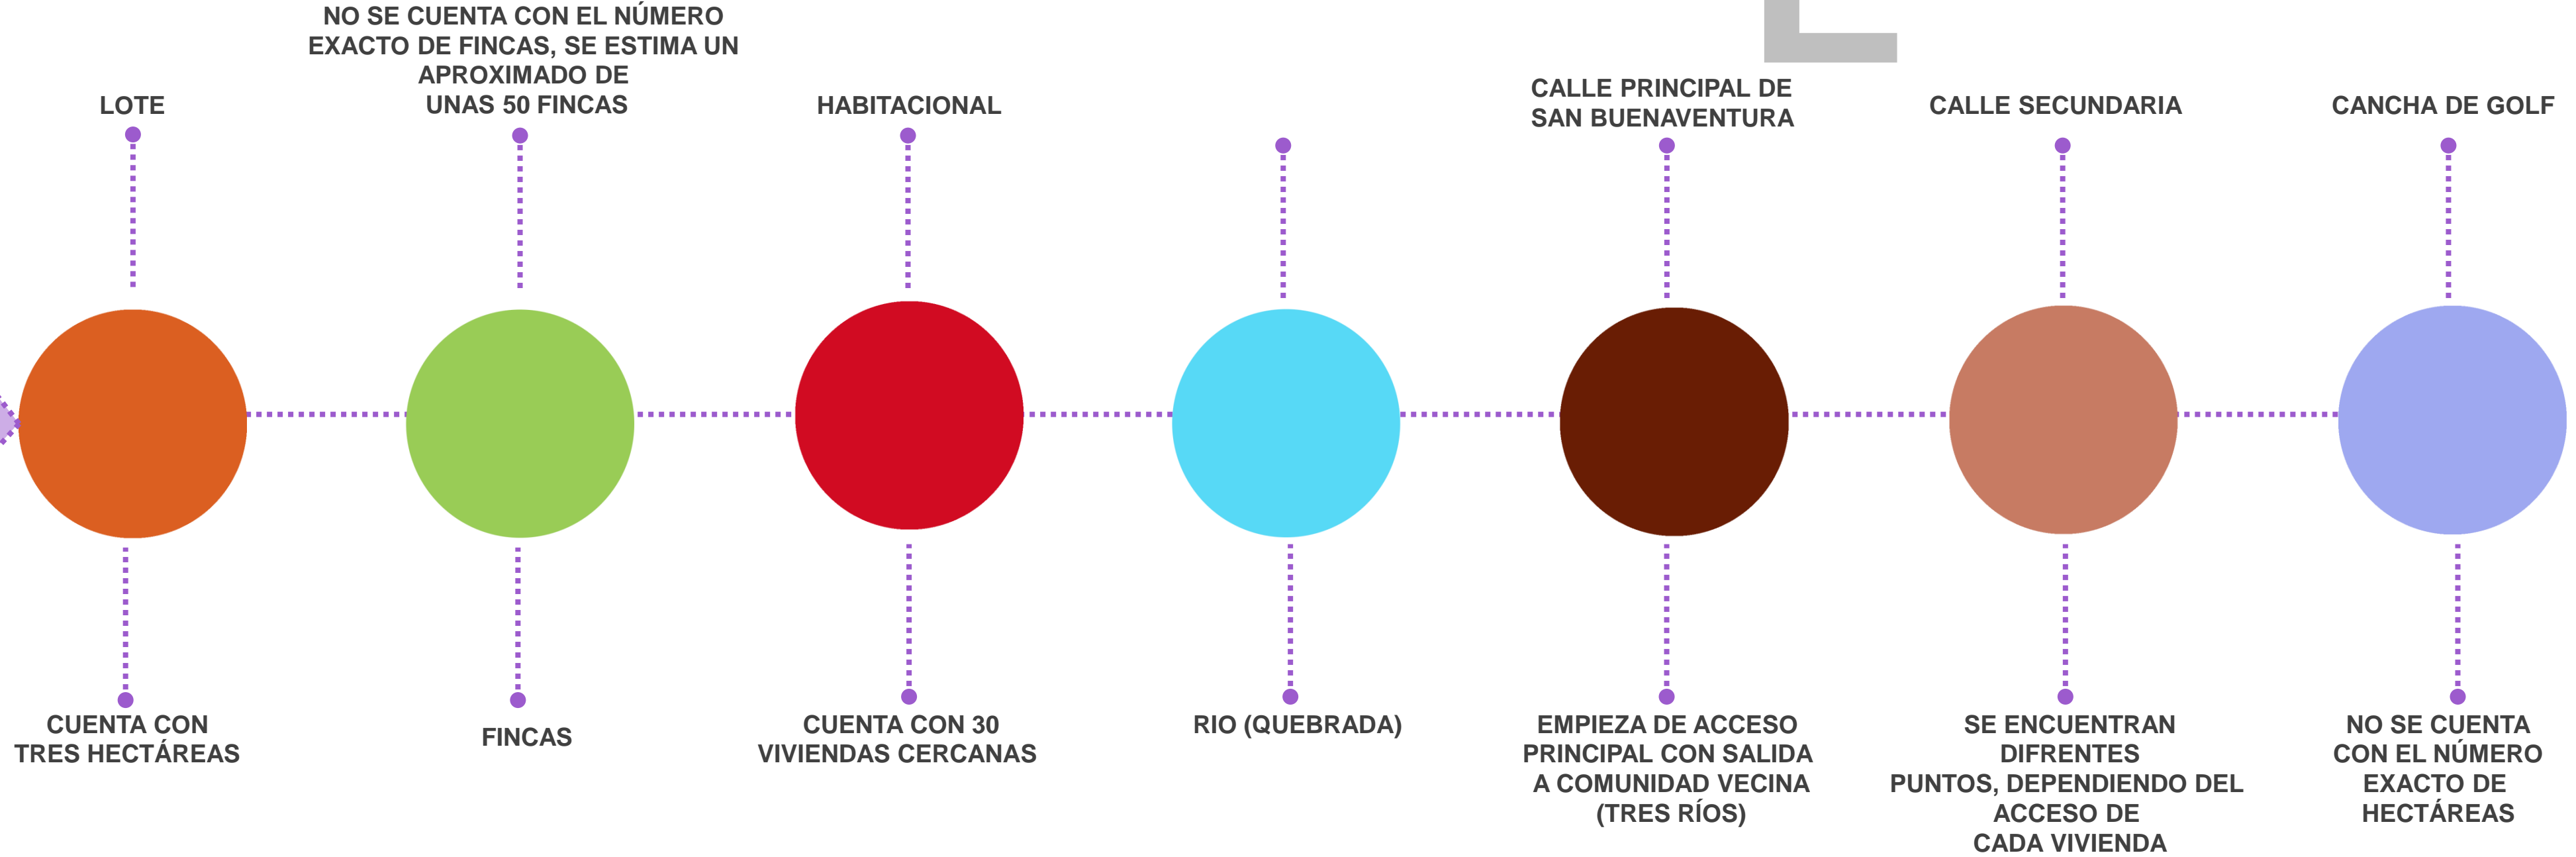 LOTE
NO SE CUENTA CON EL NÚMERO
EXACTO DE FINCAS, SE ESTIMA UN
APROXIMADO DE
UNAS 50 FINCAS
HABITACIONAL
CALLE PRINCIPAL DE
SAN BUENAVENTURA
CALLE SECUNDARIA
CANCHA DE GOLF
CUENTA CON
TRES HECTÁREAS
FINCAS
CUENTA CON 30
VIVIENDAS CERCANAS
RIO (QUEBRADA)
EMPIEZA DE ACCESO
PRINCIPAL CON SALIDA
A COMUNIDAD VECINA
(TRES RÍOS)
SE ENCUENTRAN
DIFRENTES
PUNTOS, DEPENDIENDO DEL
ACCESO DE
CADA VIVIENDA
NO SE CUENTA
CON EL NÚMERO
EXACTO DE
HECTÁREAS